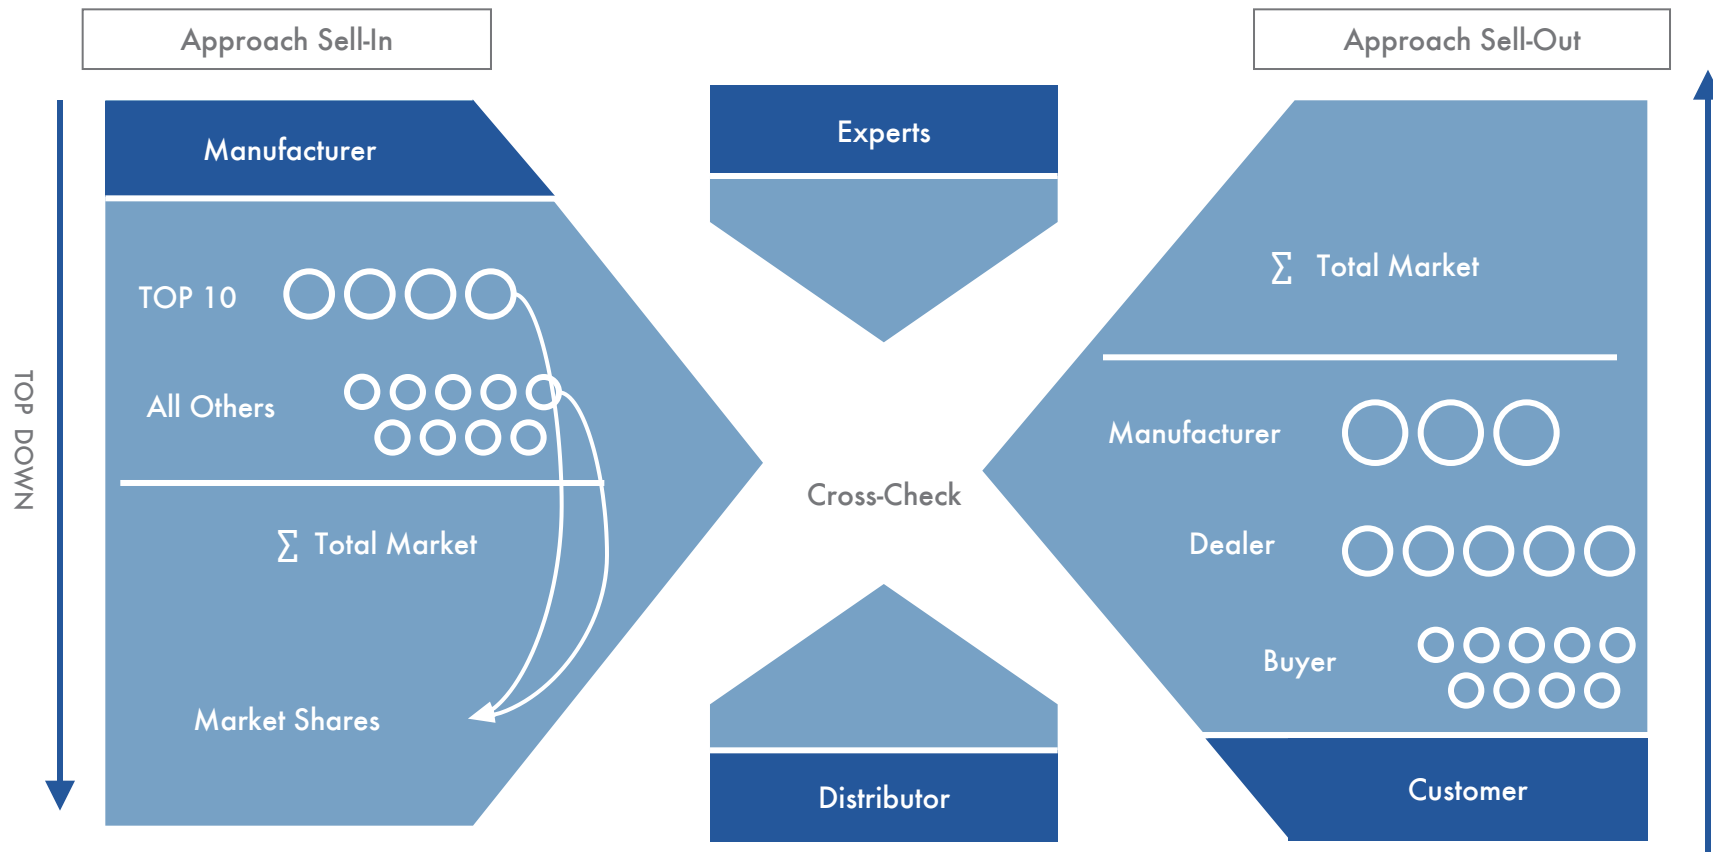 Approach Sell-In
Approach Sell-Out
Manufacturer
TOP 10
All Others
∑ Total Market
Market Shares
TOP DOWN
Experts
Cross-Check
Distributor
∑ Total Market
Manufacturer
Dealer
Buyer
Customer